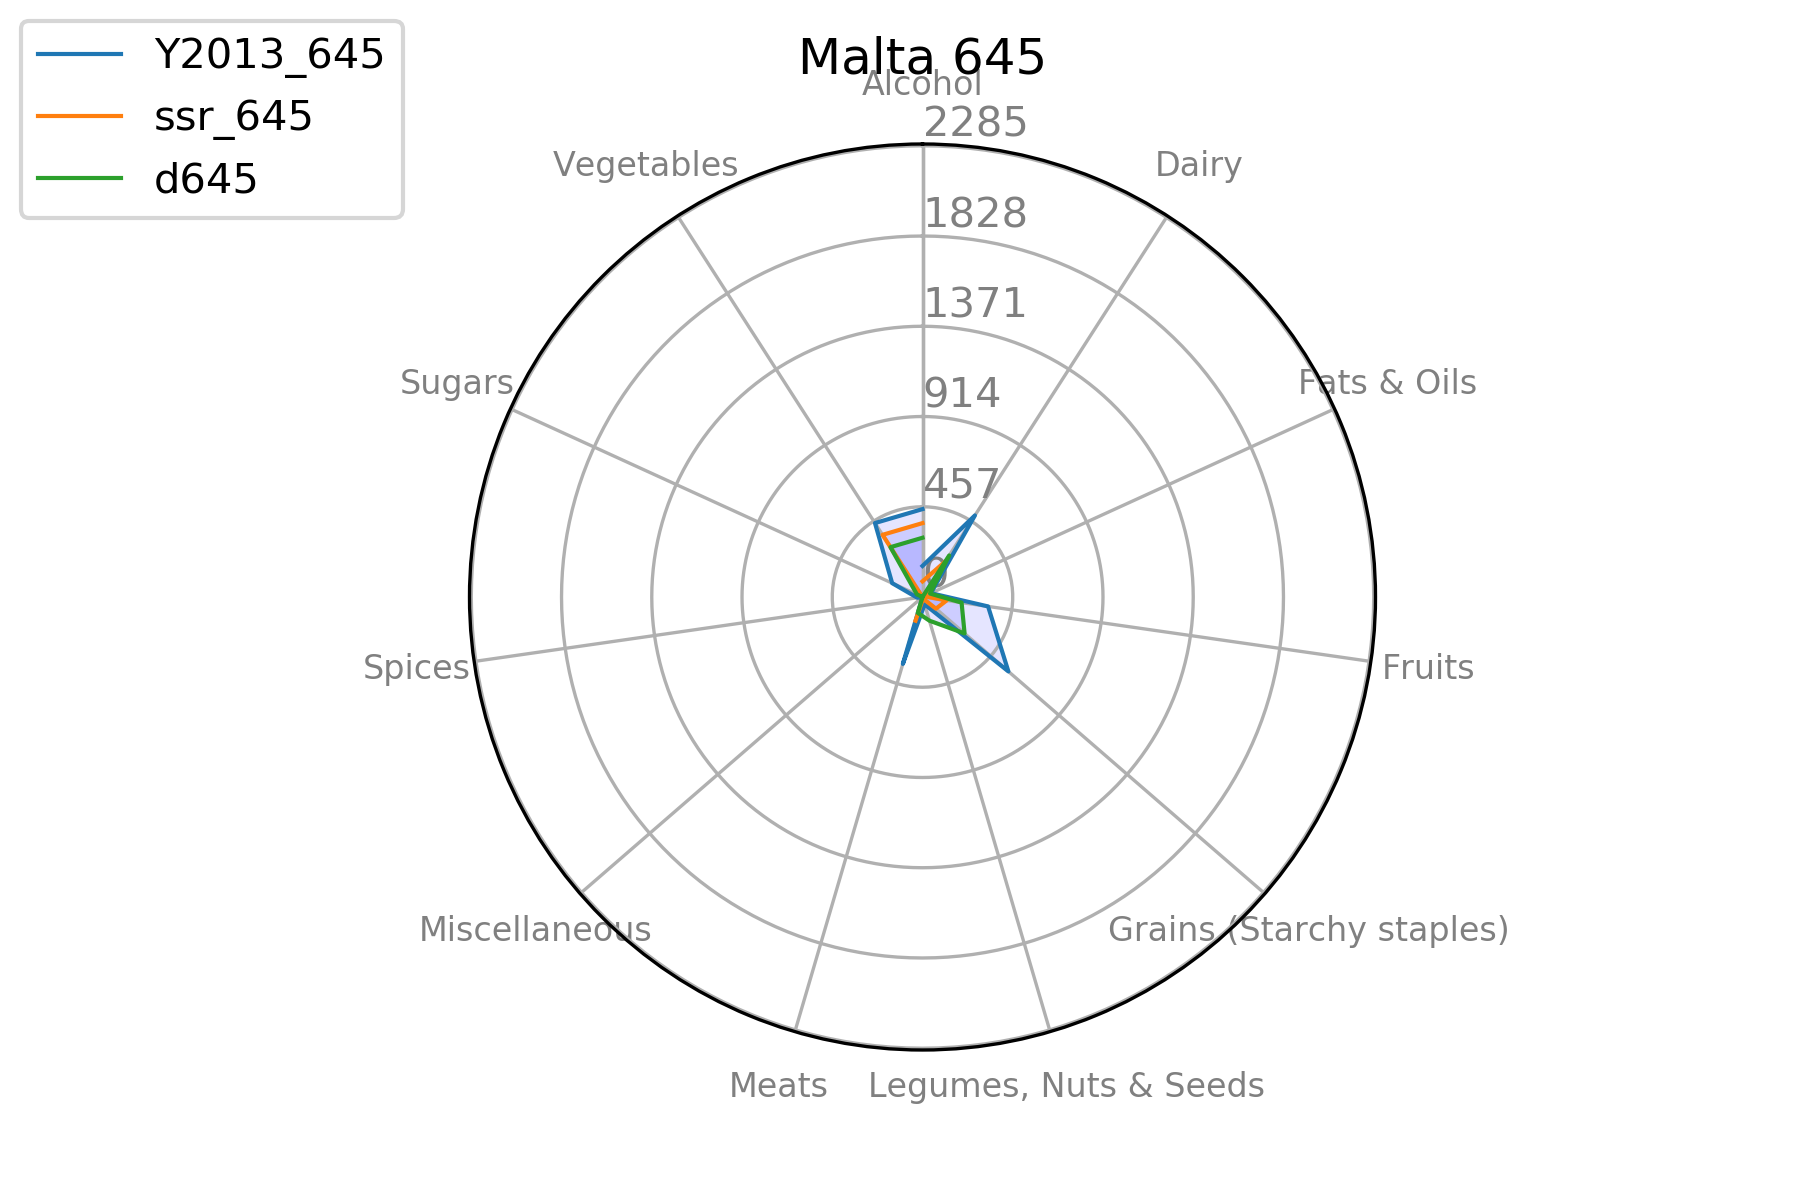 Y2013_645
ssr_645
d645
Malta 645
Alcohol
2285
Vegetables
Dairy
1828
1371
Sugars
Fats & Oils
914
457
0
Spices
Fruits
Miscellaneous
Grains (Starchy staples)
Meats
Legumes, Nuts & Seeds